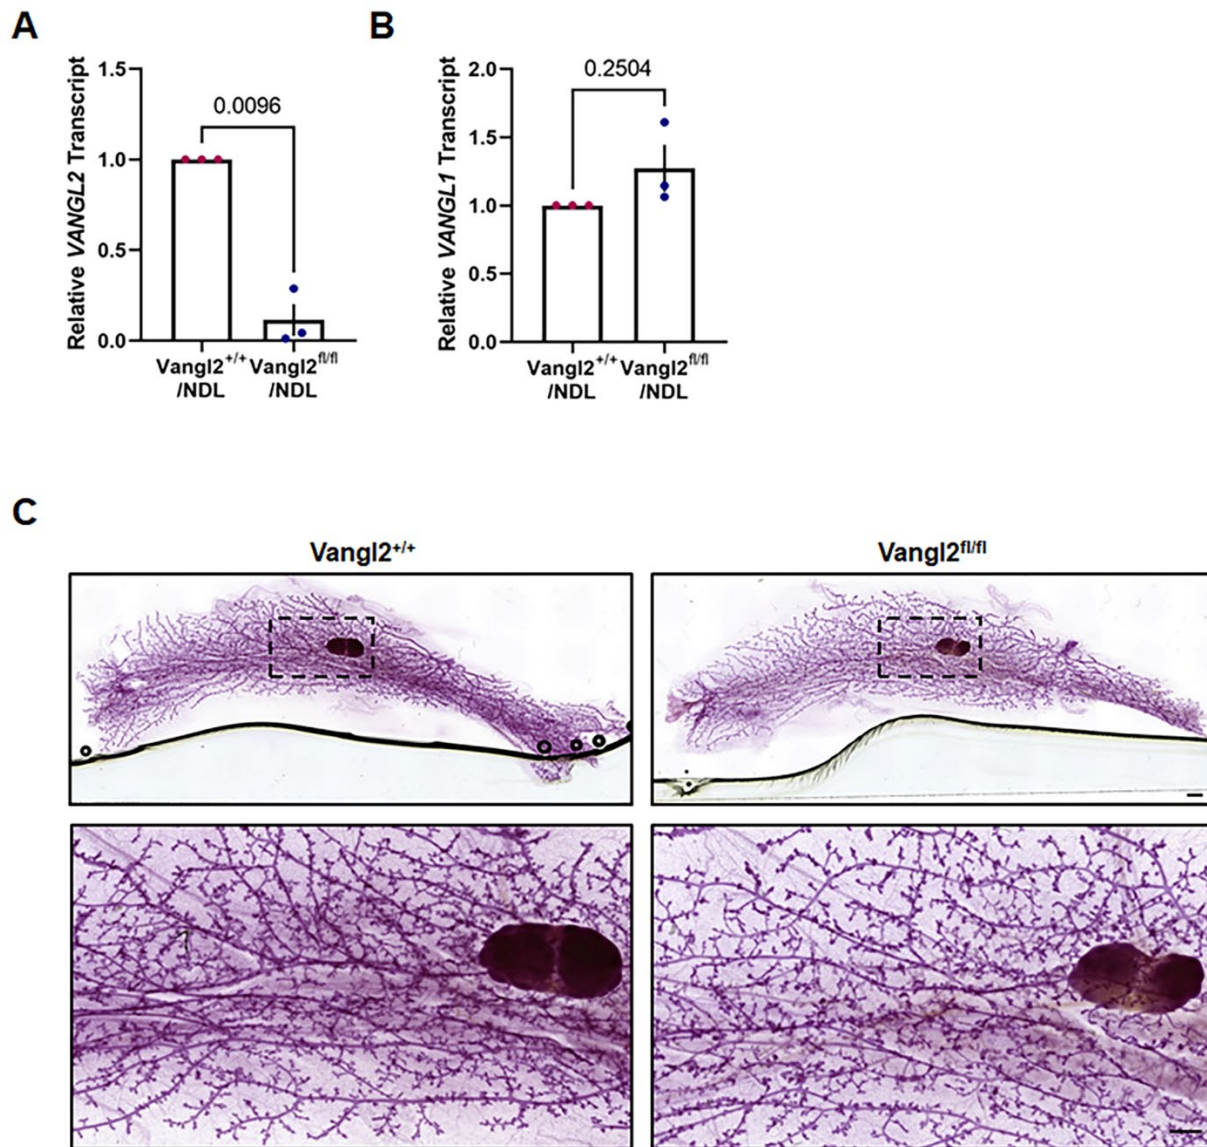 A
Relative VANGL2 Transcript
1.5
1.0
0.5
0.0
0.0096
Vangl2+/+ Vangl2fl/fl
/NDL /NDL
B
Relative VANGL1 Transcript
2.0
1.5
1.0
0.5
0.0
0.2504
Vangl2+/+ Vangl2fl/fl
/NDL /NDL
C
Vangl2+/+ Vangl2fl/fl